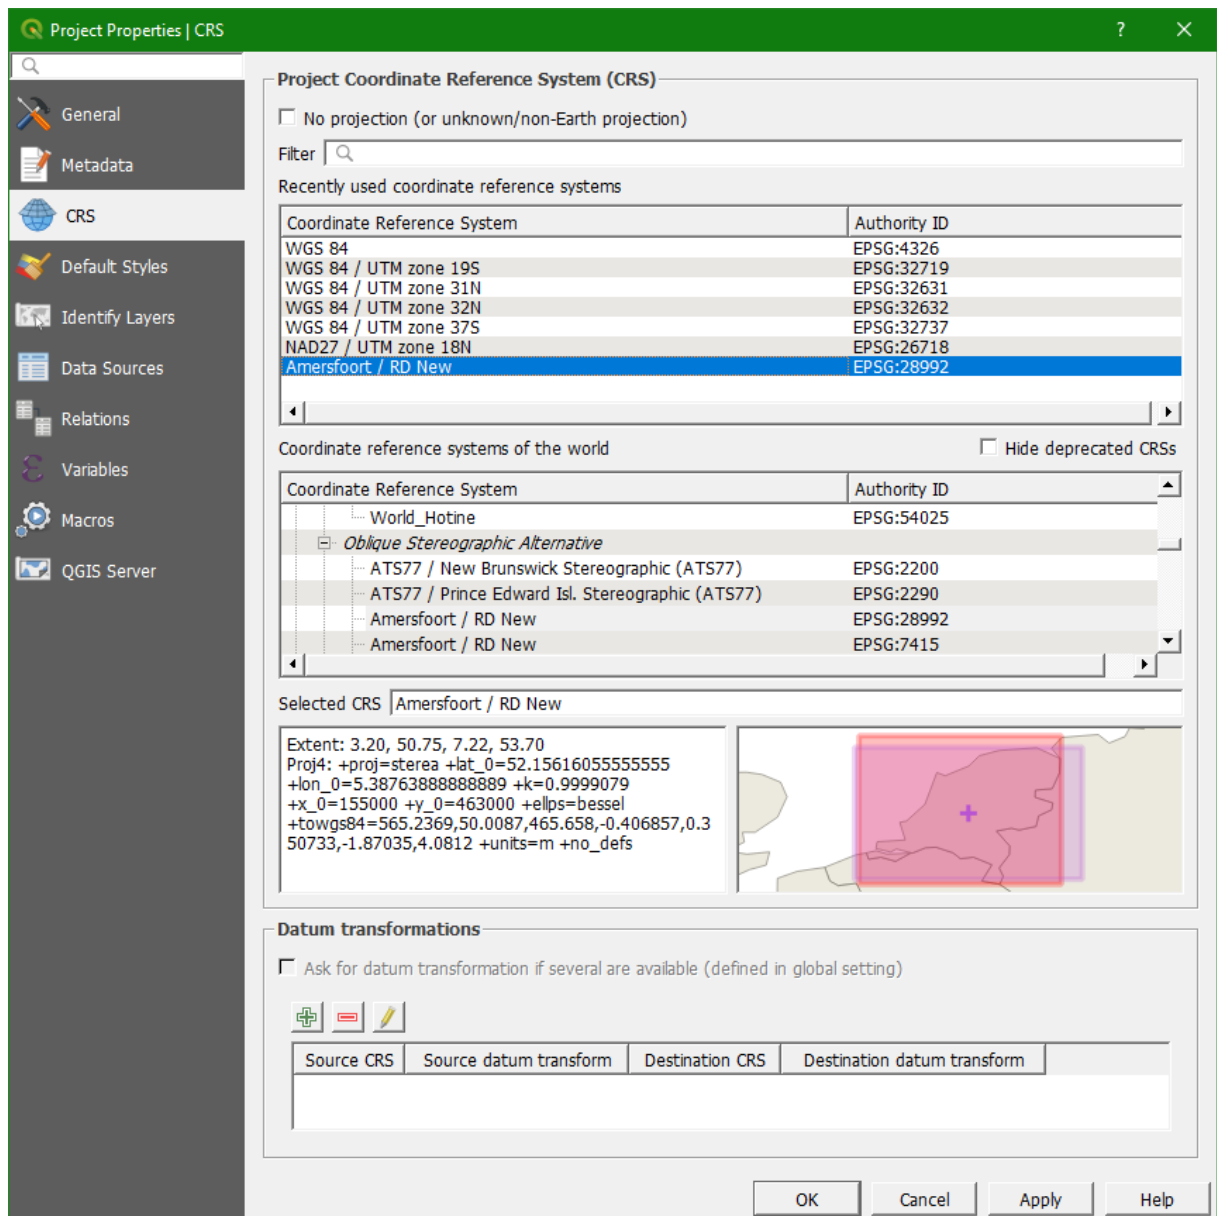 Project Properties | CRS
?
General
Metadata
CRS
Default Styles
Identify Layers
Data Sources
Relations
Variables
Macros
QGIS Server
Project Coordinate Reference System (CRS)
No projection (or unknown/non-Earth projection)
Filter
Recently used coordinate reference systems
Coordinate Reference System Authority ID
WGS 84 EPSG:4326
WGS 84 / UTM zone 19S EPSG:32719
WGS 84 / UTM zone 31N EPSG:32631
WGS 84 / UTM zone 32N EPSG:32632
WGS 84 / UTM zone 37S EPSG:32737
NAD27 / UTM zone 18N EPSG:26718
Amersfoort / RD New EPSG:28992
Coordinate reference systems of the world Hide deprecated CRSs
Coordinate Reference System Authority ID
World_Hotine EPSG:54025
Oblique Stereographic Alternative
ATS77 / New Brunswick Stereographic (ATS77) EPSG:2200
ATS77 / Prince Edward Isl. Stereographic (ATS77) EPSG:2290
Amersfoort / RD New EPSG:28992
Amersfoort / RD New EPSG:7415
Selected CRS Amersfoort / RD New
Extent: 3.20, 50.75, 7.22, 53.70
Proj4: +proj=sterea +lat_0=52.15616055555555
+lon_0=5.38763888888889 +k=0.9999079
+x_0=155000 +y_0=463000 +ellps=bessel
+towgs84=565.2369,50.0087,465.658,-0.406857,0.3
50733,-1.87035,4.0812 +units=m +no_defs
Datum transformations
Ask for datum transformation if several are available (defined in global setting)
Source CRS Source datum transform Destination CRS Destination datum transform
OK Cancel Apply Help